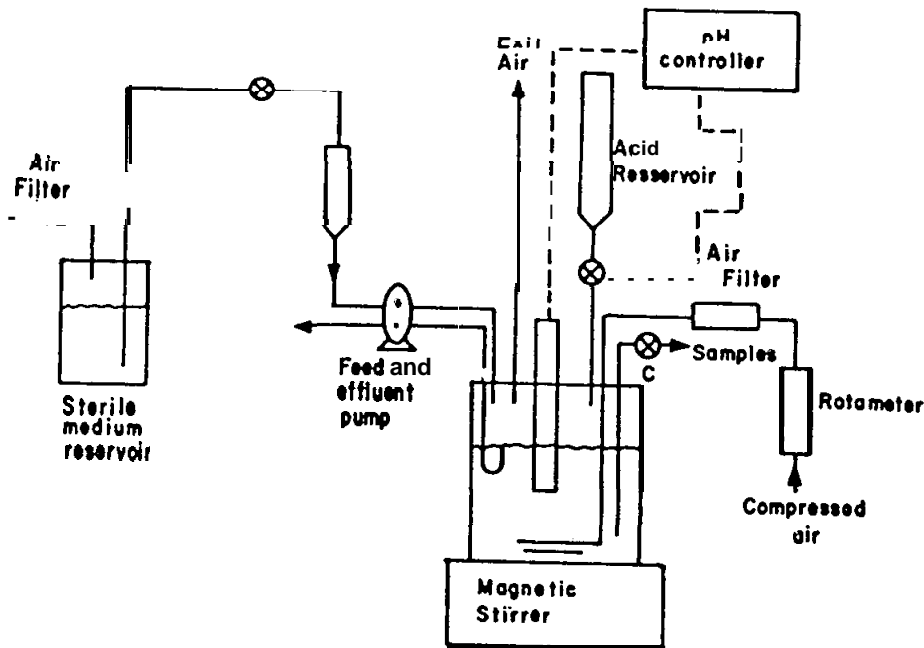 Air
pH
controller
Air
Filter
Acid
Resservoir
Air
Filter
Samples
C
Feed and
effluent
pump
Rotameter
Sterile
medium
reservoir
Compressed
air
Magnetic
Stirrer